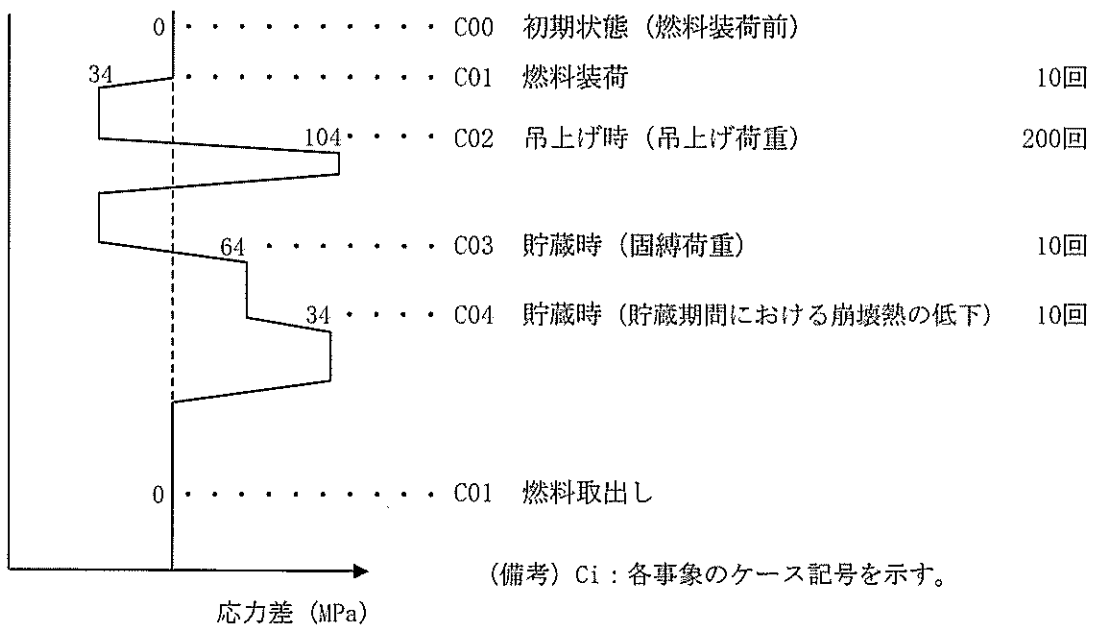 0 ・・・・・・・・・・ C00 初期状態（燃料装荷前）
34 ・・・・・・・・・・ C01 燃料装荷 10回
104 ・・・・ C02 吊上げ時（吊上げ荷重） 200回
64 ・・・・・・・ C03 貯蔵時（固縛荷重） 10回
34 ・・・・ C04 貯蔵時（貯蔵期間における崩壊熱の低下） 10回
0 ・・・・・・・・・・ C01 燃料取出し
（備考）Ci：各事象のケース記号を示す。
応力差（MPa）